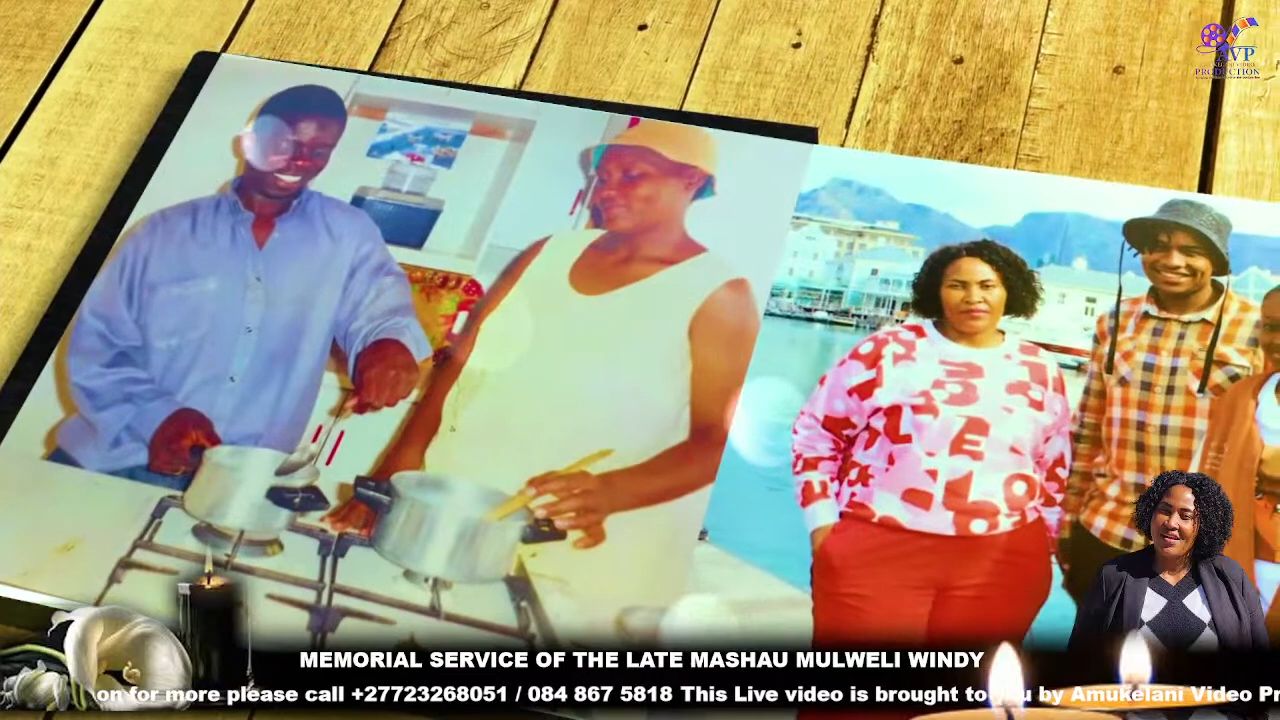 AVP
PRODUCTION
MEMORIAL SERVICE OF THE LATE MASHAU MULWELI WINDY
on for more please call +27723268051 / 084 867 5818 This Live video is brought to you by Amukelani Video Pr